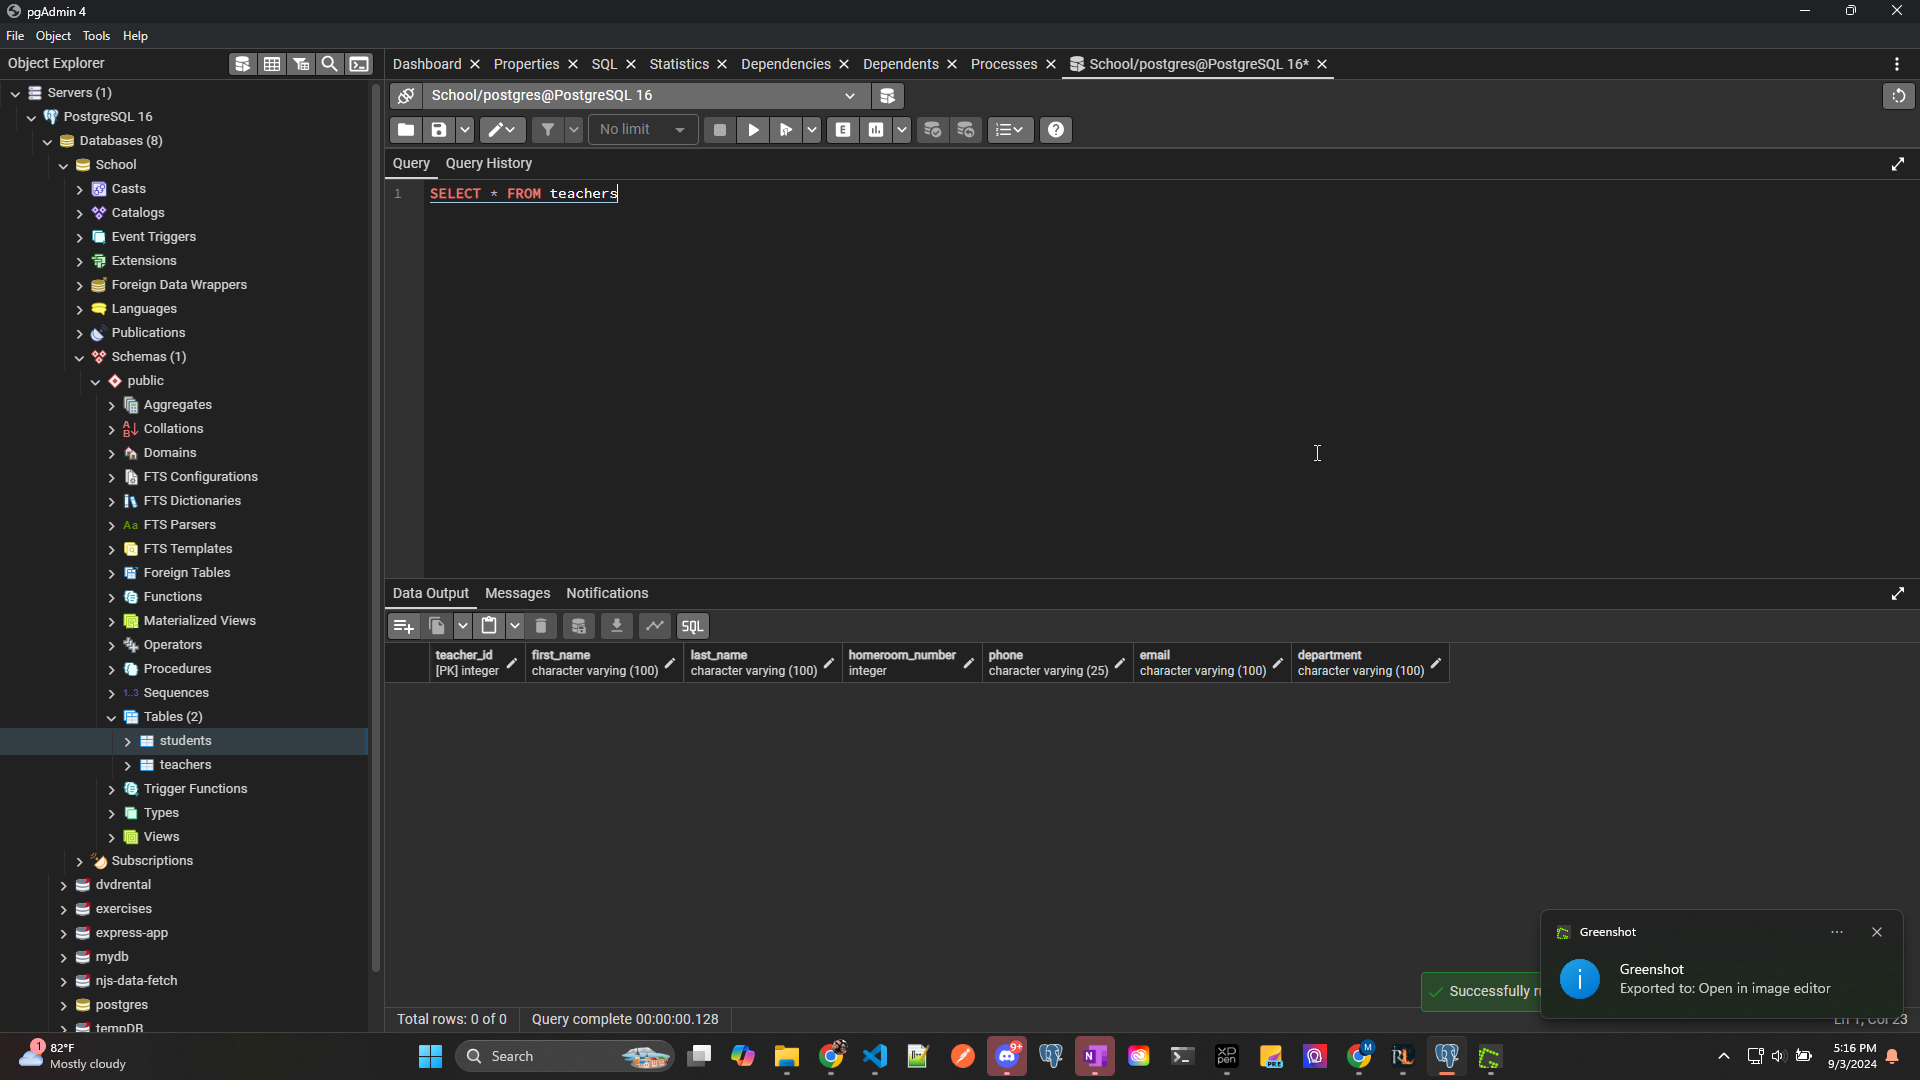 pgAdmin 4
File Object Tools Help
Object Explorer
Dashboard Properties SQL Statistics Dependencies Dependents Processes School/postgres@PostgreSQL 16*
Servers (1)
School/postgres@PostgreSQL 16
PostgreSQL 16
No limit
E
Databases (8)
School
Query Query History
Casts
1 SELECT * FROM teachers
Catalogs
Event Triggers
Extensions
Foreign Data Wrappers
Languages
Publications
Schemas (1)
public
Aggregates
Collations
Domains
FTS Configurations
FTS Dictionaries
Aa FTS Parsers
FTS Templates
Foreign Tables
Functions
Materialized Views
Operators
Procedures
1..3 Sequences
Tables (2)
students
teachers
Trigger Functions
Types
Views
Subscriptions
dvdrental
exercises
express-app
mydb
njs-data-fetch
postgres
tempDB
Data Output Messages Notifications
SQL
teacher_id first_name last_name homeroom_number phone email department
[PK] integer character varying (100) character varying (100) integer character varying (25) character varying (100) character varying (100)
Greenshot
Greenshot
Exported to: Open in image editor
Successfully r
Total rows: 0 of 0 Query complete 00:00:00.128
Ln 1, Col 23
1
82°F
Mostly cloudy
Search
9+
5:16 PM
9/3/2024